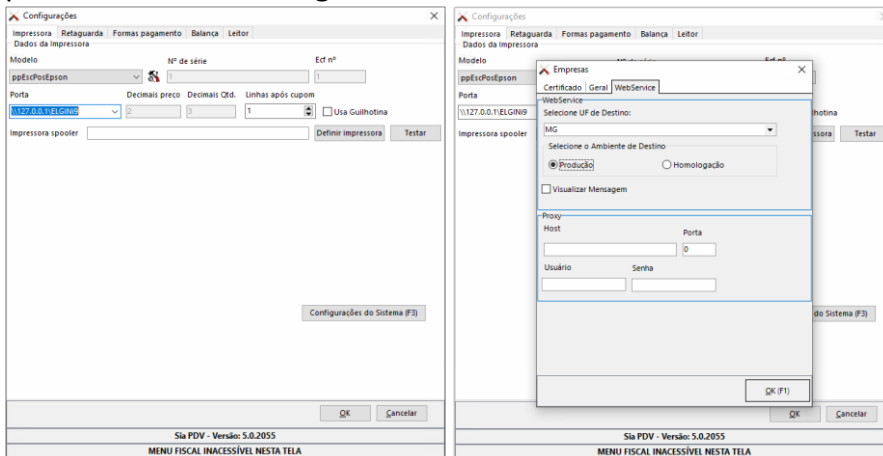 Configurações
Impressora Retaguarda Formas pagamento Balança Leitor
Dados da Impressora
Modelo Nº de série Ecf nº
ppEscPosEpson 1 1
Porta Decimais preço Decimais Qtd. Linhas após cupom
\\127.0.0.1\ELGINi9 2 3 1 Usa Guilhotina
Impressora spooler Definir impressora Testar
Configurações do Sistema (F3)
OK Cancelar
Sia PDV - Versão: 5.0.2055
MENU FISCAL INACESSÍVEL NESTA TELA
Configurações
Impressora Retaguarda Formas pagamento Balança Leitor
Dados da Impressora
Modelo
ppEscPosEpson
Porta
\\127.0.0.1\ELGINi9
Impressora spooler
Empresas
Certificado Geral WebService
WebService
Selecione UF de Destino:
MG
Selecione o Ambiente de Destino
Produção Homologação
Visualizar Mensagem
Proxy
Host Porta
0
Usuário Senha
OK (F1)
ilhotina
ssora Testar
do Sistema (F3)
OK Cancelar
Sia PDV - Versão: 5.0.2055
MENU FISCAL INACESSÍVEL NESTA TELA